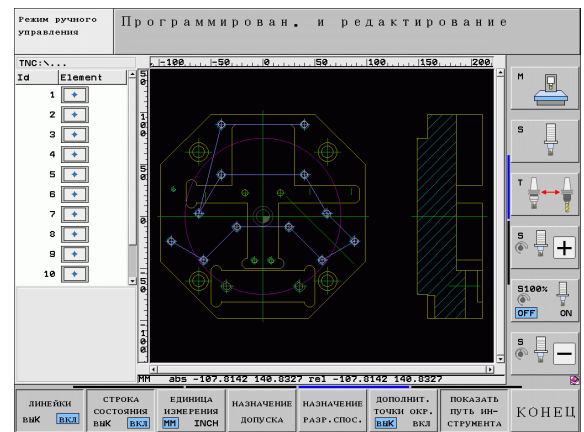 Режим ручного
управления
Программирован. и редактирование
TNC:\...
Id Element
1
2
3
4
5
6
7
8
9
10
-100 -50 0 50 100 150 200
MM abs -107.8142 140.8327 rel -107.8142 140.8327
M
S
T
S
S100%
OFF ON
S
ЛИНЕЙКИ
ВЫК ВКЛ
СТРОКА
СОСТОЯНИЯ
ВЫК ВКЛ
ЕДИНИЦА
ИЗМЕРЕНИЯ
MM INCH
НАЗНАЧЕНИЕ
ДОПУСКА
НАЗНАЧЕНИЕ
РАЗР.СПОС.
ДОПОЛНИТ.
ТОЧКИ ОКР.
ВЫК ВКЛ
ПОКАЗАТЬ
ПУТЬ ИН-
СТРУМЕНТА
КОНЕЦ